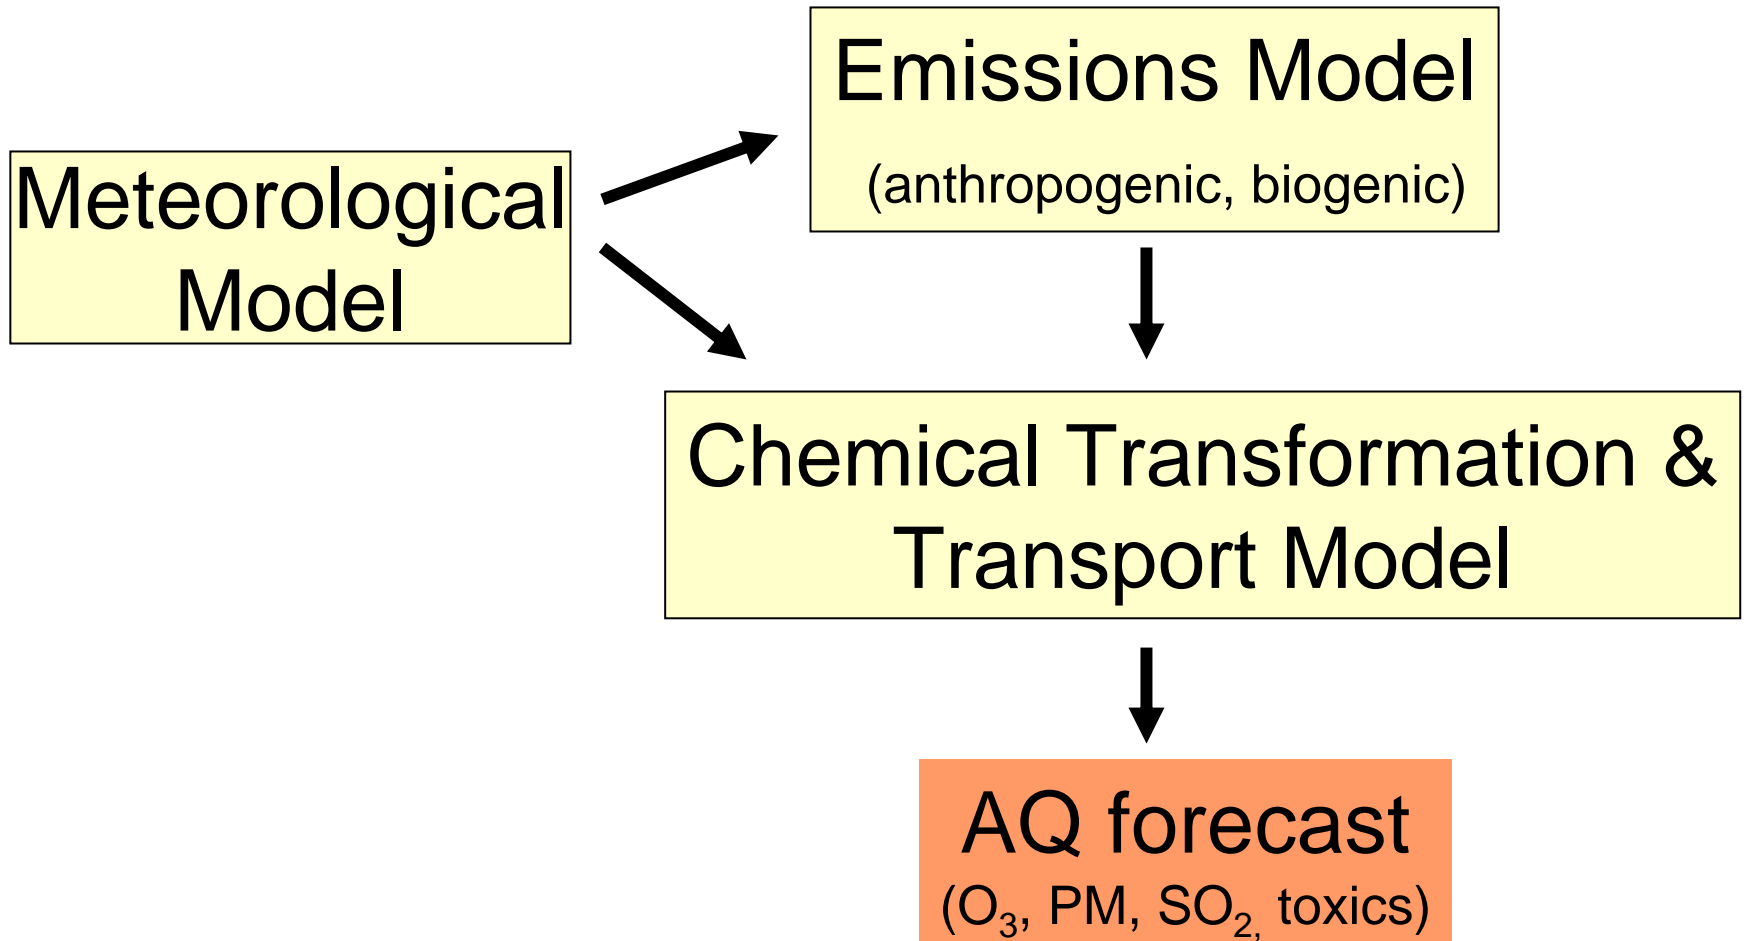 Emissions Model
(anthropogenic, biogenic)
Meteorological
Model
Chemical Transformation &
Transport Model
AQ forecast
(O₃, PM, SO₂, toxics)